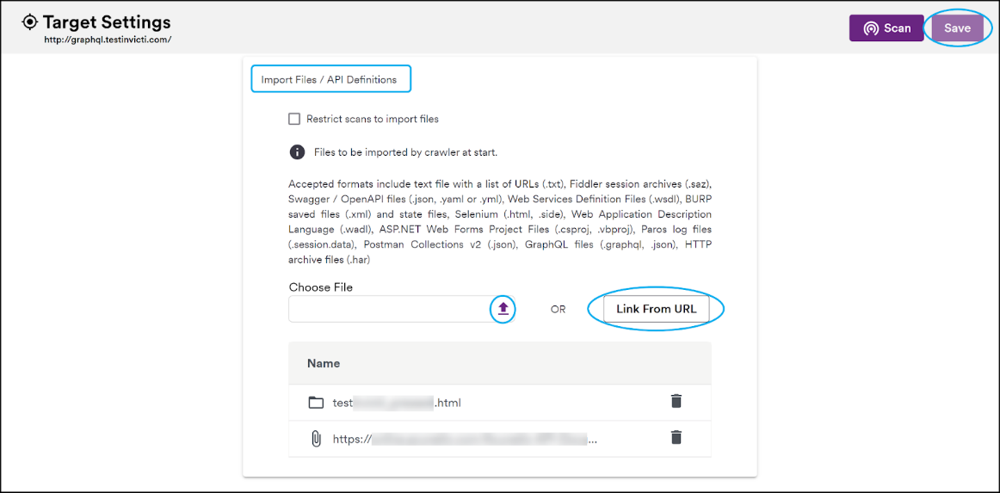 Target Settings
http://graphql.testinvicti.com/
Scan
Save
Import Files / API Definitions
Restrict scans to import files
Files to be imported by crawler at start.
Accepted formats include text file with a list of URLs (.txt), Fiddler session archives (.saz),
Swagger / OpenAPI files (.json, .yaml or .yml), Web Services Definition Files (.wsdl), BURP
saved files (.xml) and state files, Selenium (.html, .side), Web Application Description
Language (.wadl), ASP.NET Web Forms Project Files (.csproj, .vbproj), Paros log files
(.session.data), Postman Collections v2 (.json), GraphQL files (.graphql, .json), HTTP
archive files (.har)
Choose File
OR
Link From URL
Name
test .html
https:// ...